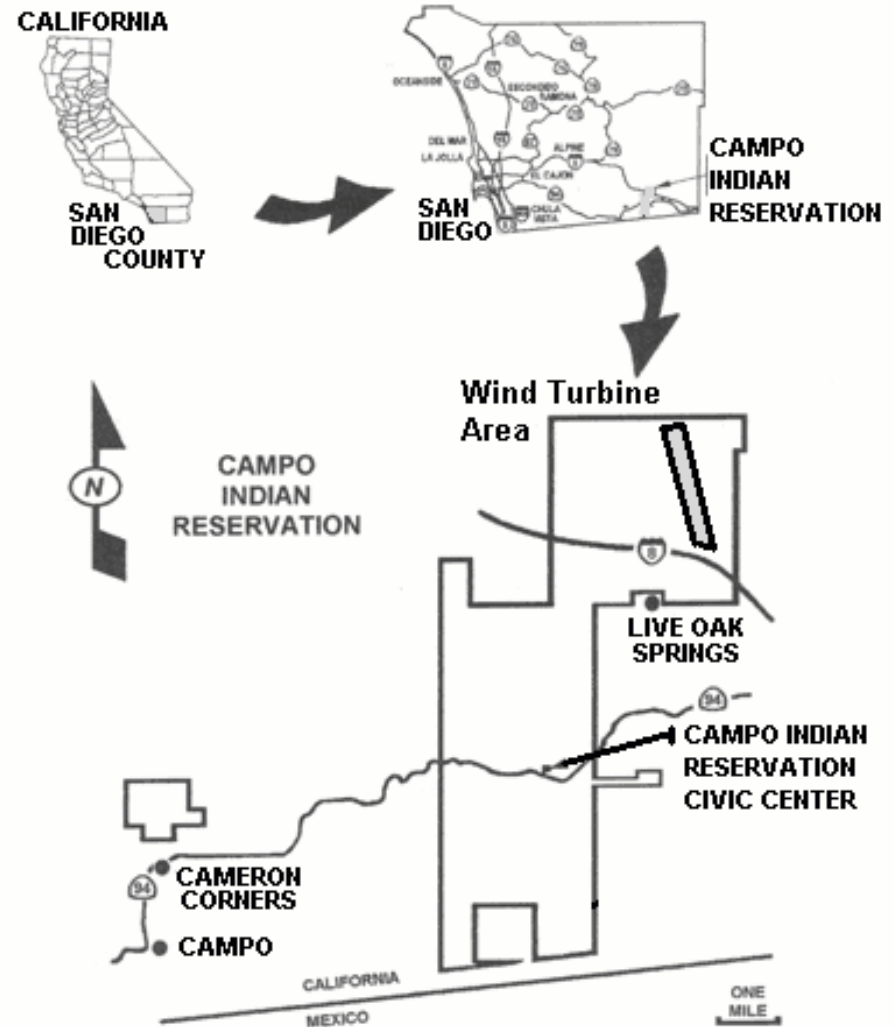 CALIFORNIA
SAN
DIEGO
COUNTY
OCEANSIDE
ESCONDIDO
RAMONA
DEL MAR
LA JOLLA
ALPINE
EL CAJON
8
94
SAN
DIEGO
CHULA
VISTA
CAMPO
INDIAN
RESERVATION
Wind Turbine
Area
N
CAMPO
INDIAN
RESERVATION
8
LIVE OAK
SPRINGS
94
CAMPO INDIAN
RESERVATION
CIVIC CENTER
CAMERON
CORNERS
94
CAMPO
CALIFORNIA
MEXICO
ONE
MILE